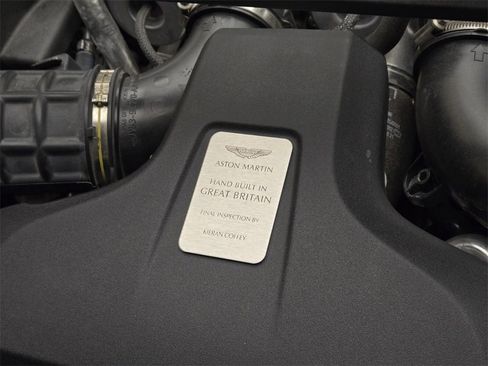 ASTON MARTIN
HAND BUILT IN
GREAT BRITAIN
FINAL INSPECTION BY
KIERAN COFFEY